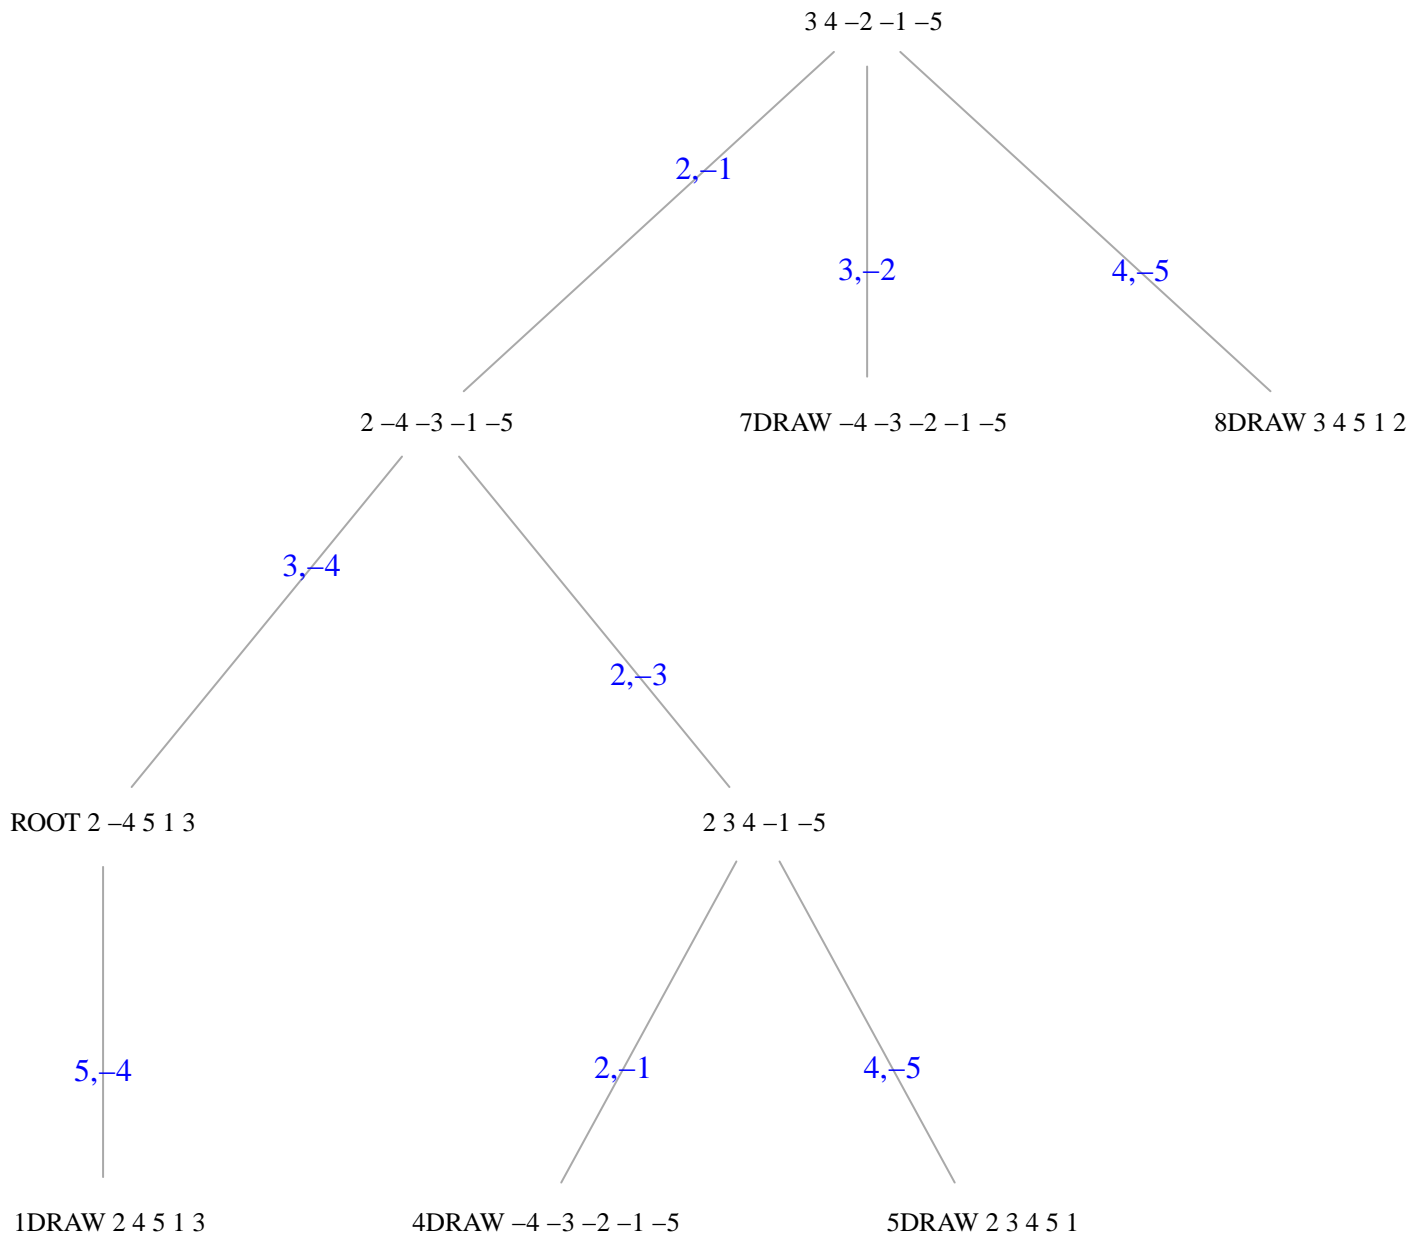 3 4 –2 –1 –5
2,–1
3,–2
4,–5
2 –4 –3 –1 –5
7DRAW –4 –3 –2 –1 –5
8DRAW 3 4 5 1 2
3,–4
2,–3
ROOT 2 –4 5 1 3
2 3 4 –1 –5
5,–4
2,–1
4,–5
1DRAW 2 4 5 1 3
4DRAW –4 –3 –2 –1 –5
5DRAW 2 3 4 5 1